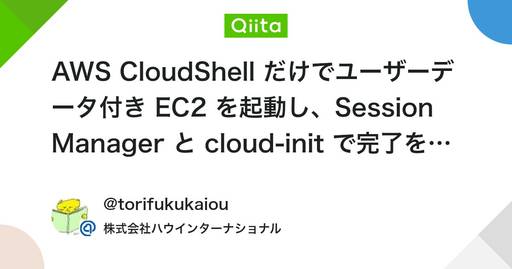 Qiita
AWS CloudShell だけでユーザーデ
ータ付き EC2 を起動し、Session
Manager と cloud-init で完了を…
@torifukukaiou
@
株式会社ハウインターナショナル